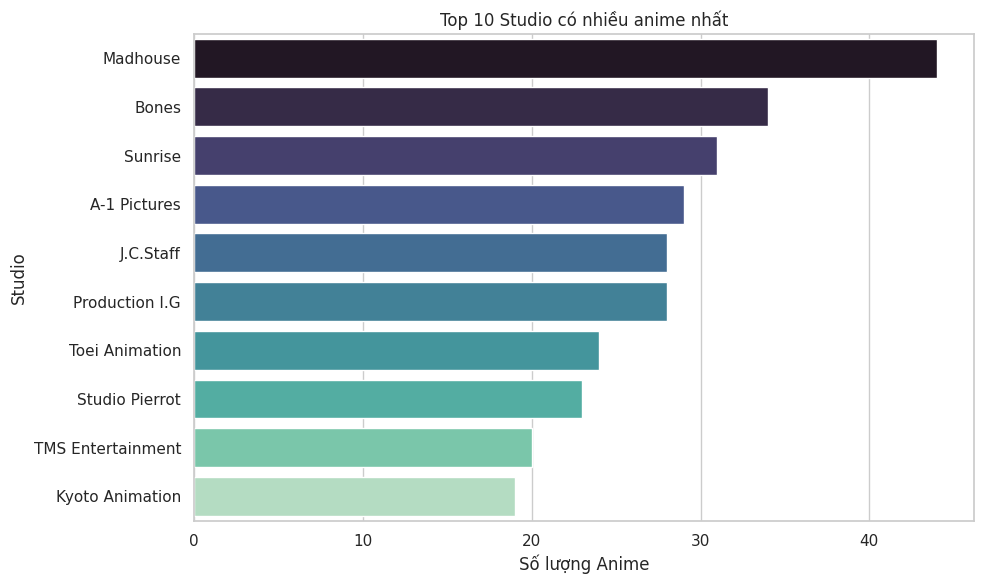 Top 10 Studio có nhiều anime nhất
Studio
Madhouse
Bones
Sunrise
A-1 Pictures
J.C.Staff
Production I.G
Toei Animation
Studio Pierrot
TMS Entertainment
Kyoto Animation
0 10 20 30 40
Số lượng Anime